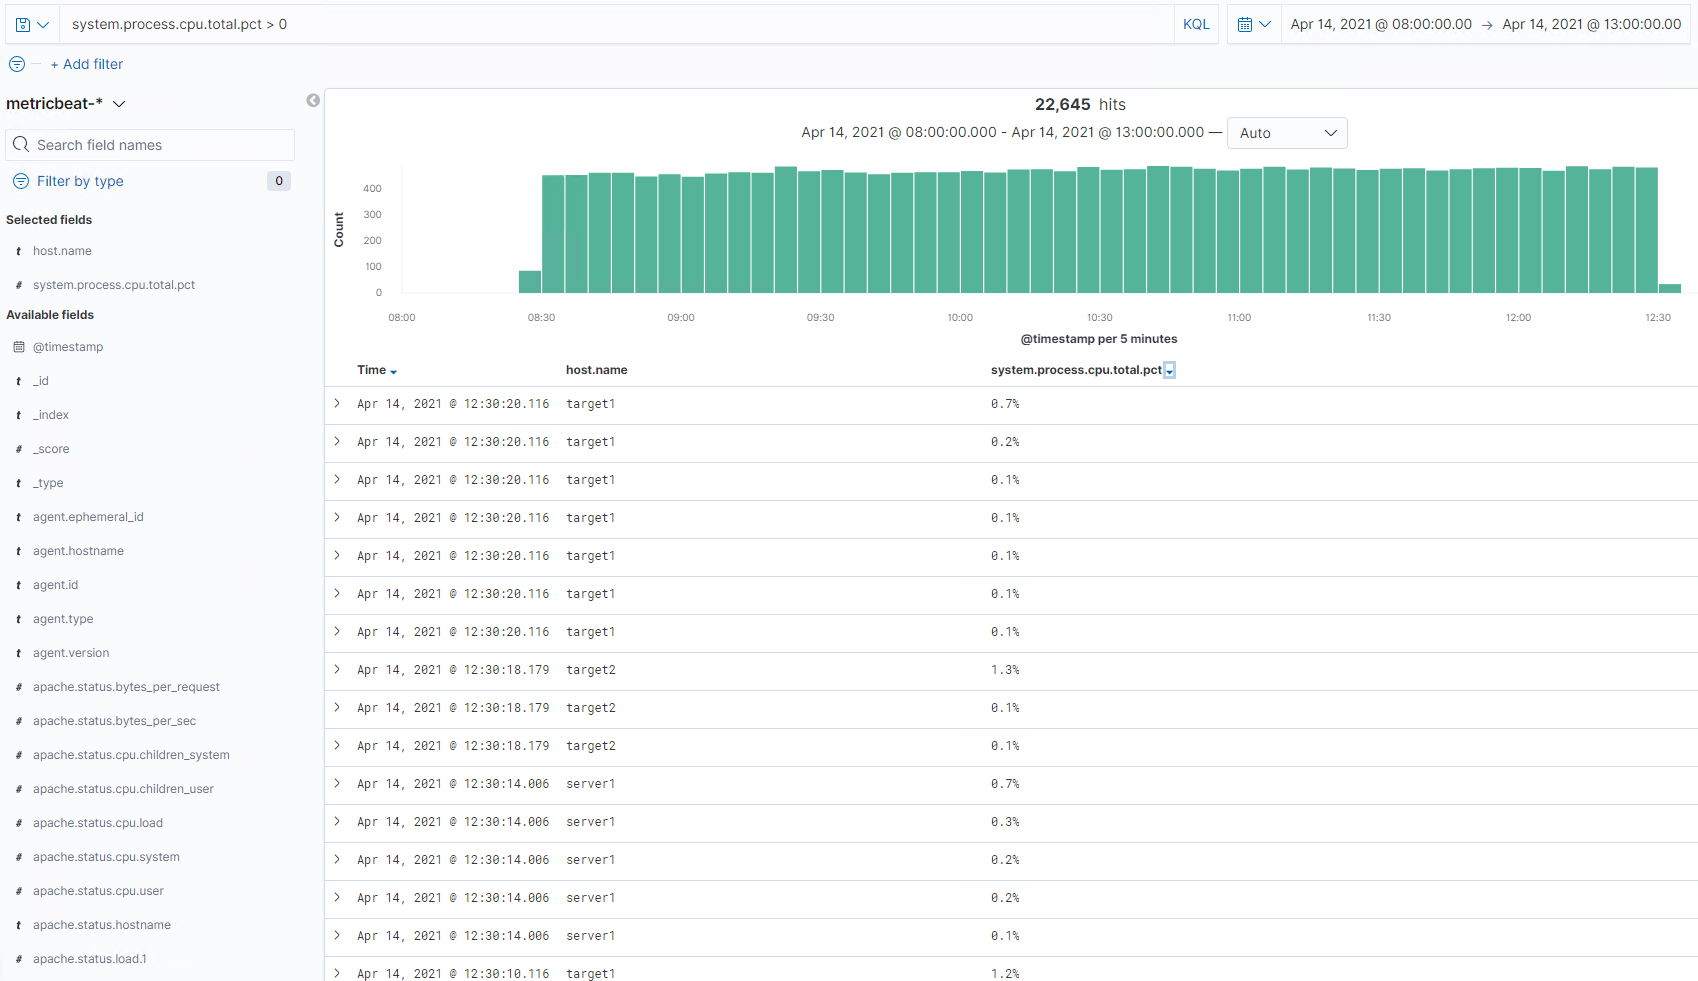 system.process.cpu.total.pct > 0
KQL
Apr 14, 2021 @ 08:00:00.00 → Apr 14, 2021 @ 13:00:00.00
+ Add filter
metricbeat-*
Search field names
Filter by type 0
Selected fields
t host.name
# system.process.cpu.total.pct
Available fields
@timestamp
t _id
t _index
# _score
t _type
t agent.ephemeral_id
t agent.hostname
t agent.id
t agent.type
t agent.version
# apache.status.bytes_per_request
# apache.status.bytes_per_sec
# apache.status.cpu.children_system
# apache.status.cpu.children_user
# apache.status.cpu.load
# apache.status.cpu.system
# apache.status.cpu.user
t apache.status.hostname
# apache.status.load.1
22,645 hits
Apr 14, 2021 @ 08:00:00.000 - Apr 14, 2021 @ 13:00:00.000 — Auto
Count
400
300
200
100
0
08:00 08:30 09:00 09:30 10:00 10:30 11:00 11:30 12:00 12:30
@timestamp per 5 minutes
Time host.name system.process.cpu.total.pct
Apr 14, 2021 @ 12:30:20.116 target1 0.7%
Apr 14, 2021 @ 12:30:20.116 target1 0.2%
Apr 14, 2021 @ 12:30:20.116 target1 0.1%
Apr 14, 2021 @ 12:30:20.116 target1 0.1%
Apr 14, 2021 @ 12:30:20.116 target1 0.1%
Apr 14, 2021 @ 12:30:20.116 target1 0.1%
Apr 14, 2021 @ 12:30:20.116 target1 0.1%
Apr 14, 2021 @ 12:30:18.179 target2 1.3%
Apr 14, 2021 @ 12:30:18.179 target2 0.1%
Apr 14, 2021 @ 12:30:18.179 target2 0.1%
Apr 14, 2021 @ 12:30:14.006 server1 0.7%
Apr 14, 2021 @ 12:30:14.006 server1 0.3%
Apr 14, 2021 @ 12:30:14.006 server1 0.2%
Apr 14, 2021 @ 12:30:14.006 server1 0.2%
Apr 14, 2021 @ 12:30:14.006 server1 0.1%
Apr 14, 2021 @ 12:30:10.116 target1 1.2%